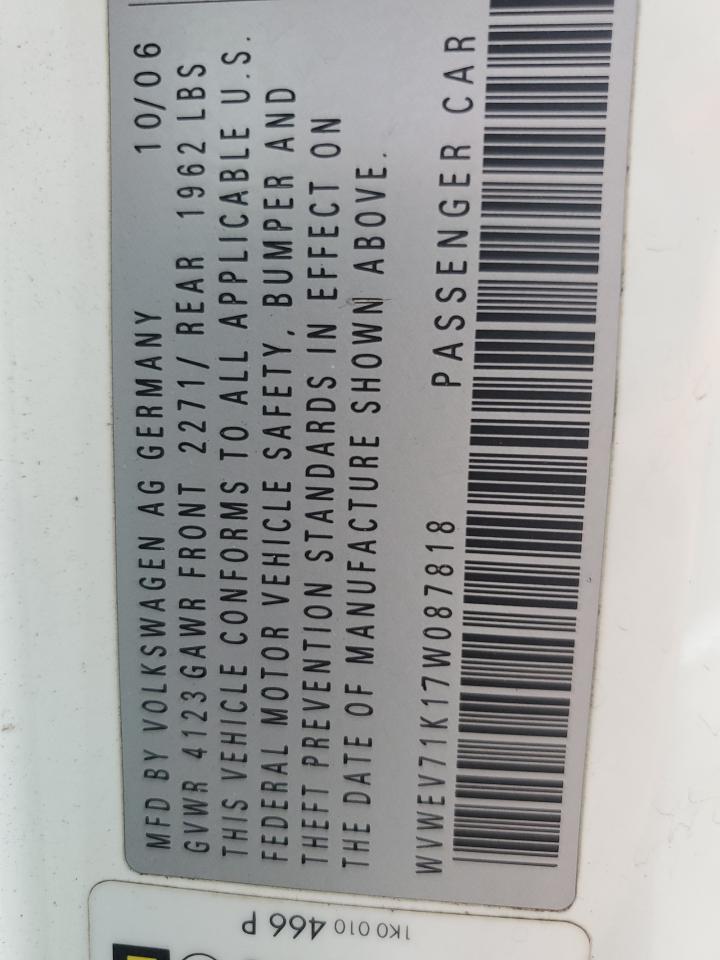 MFD BY VOLKSWAGEN AG GERMANY 10/06
GVWR 4123 GAWR FRONT 2271/ REAR 1962 LBS
THIS VEHICLE CONFORMS TO ALL APPLICABLE U.S.
FEDERAL MOTOR VEHICLE SAFETY, BUMPER AND
THEFT PREVENTION STANDARDS IN EFFECT ON
THE DATE OF MANUFACTURE SHOWN ABOVE.
WVWEV71K17W087818 PASSENGER CAR
1K0 010 466 P